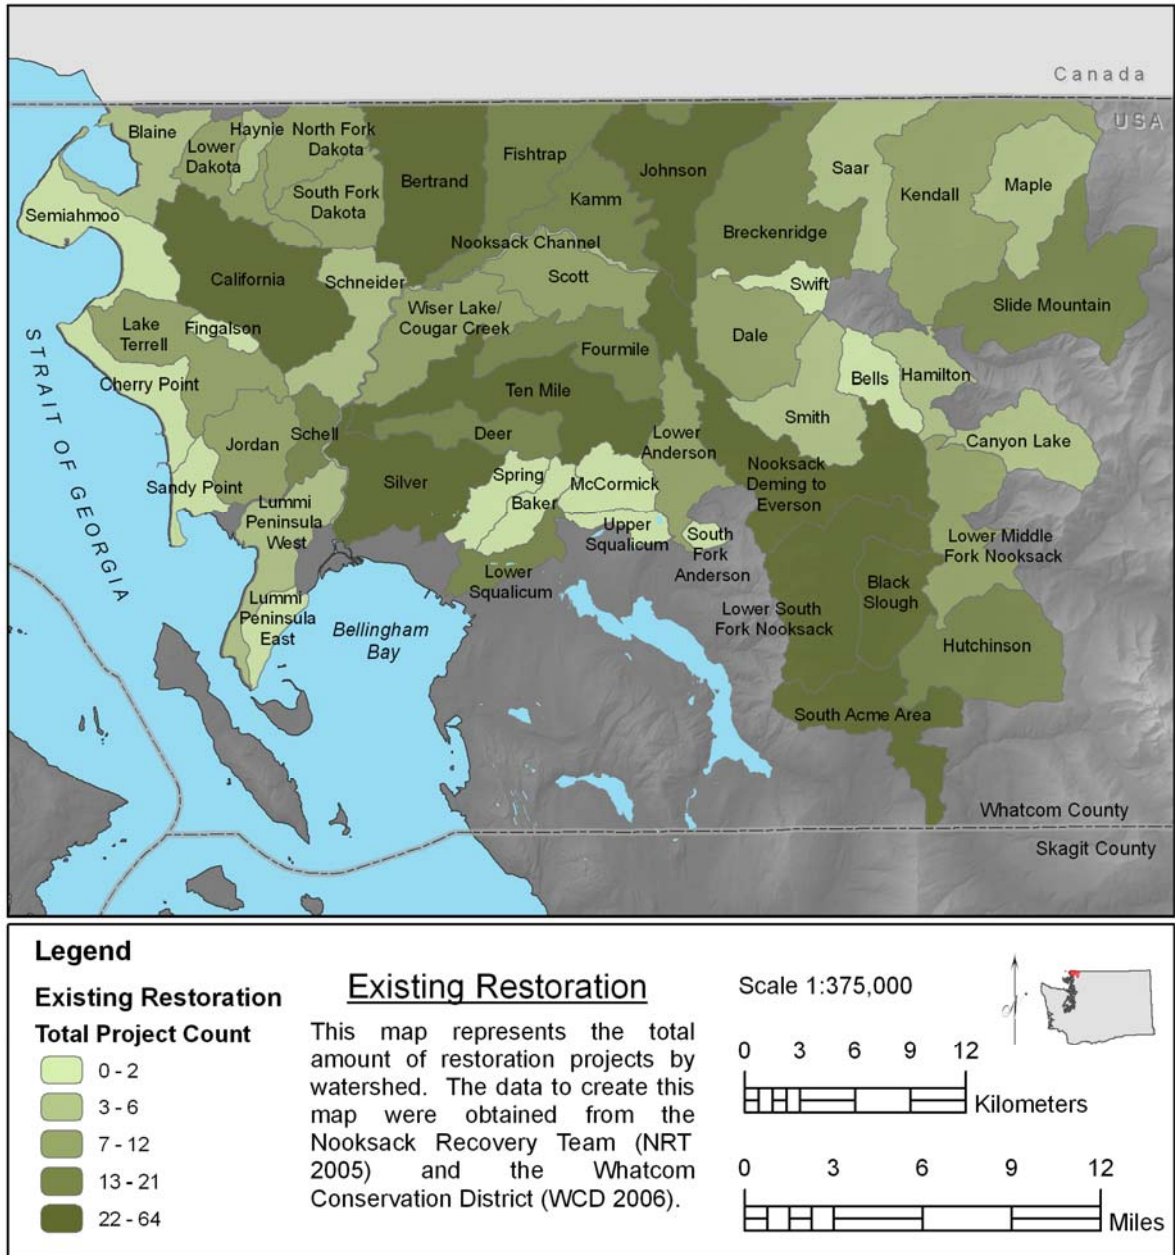 Canada
USA
Blaine
Haynie
Lower
Dakota
North Fork
Dakota
South Fork
Dakota
Bertrand
Fishtrap
Kamm
Johnson
Saar
Kendall
Maple
Semiahmoo
Breckenridge
Nooksack Channel
Scott
California
Schneider
Swift
Slide Mountain
Wiser Lake/
Cougar Creek
Lake
Terrell
Fingalson
Fourmile
Dale
Bells
Hamilton
Cherry Point
Ten Mile
Smith
STRAIT OF GEORGIA
Jordan
Schell
Deer
Lower
Anderson
Canyon Lake
Sandy Point
Silver
Spring
Baker
McCormick
Nooksack
Deming to
Everson
Lummi
Peninsula
West
Upper
Squalicum
South
Fork
Anderson
Lower Middle
Fork Nooksack
Lower
Squalicum
Black
Slough
Lummi
Peninsula
East
Lower South
Fork Nooksack
Bellingham
Bay
Hutchinson
South Acme Area
Whatcom County
Skagit County
Legend
Existing Restoration
Total Project Count
0 - 2
3 - 6
7 - 12
13 - 21
22 - 64
Existing Restoration
This map represents the total
amount of restoration projects by
watershed. The data to create this
map were obtained from the
Nooksack Recovery Team (NRT
2005) and the Whatcom
Conservation District (WCD 2006).
Scale 1:375,000
0 3 6 9 12
Kilometers
0 3 6 9 12
Miles